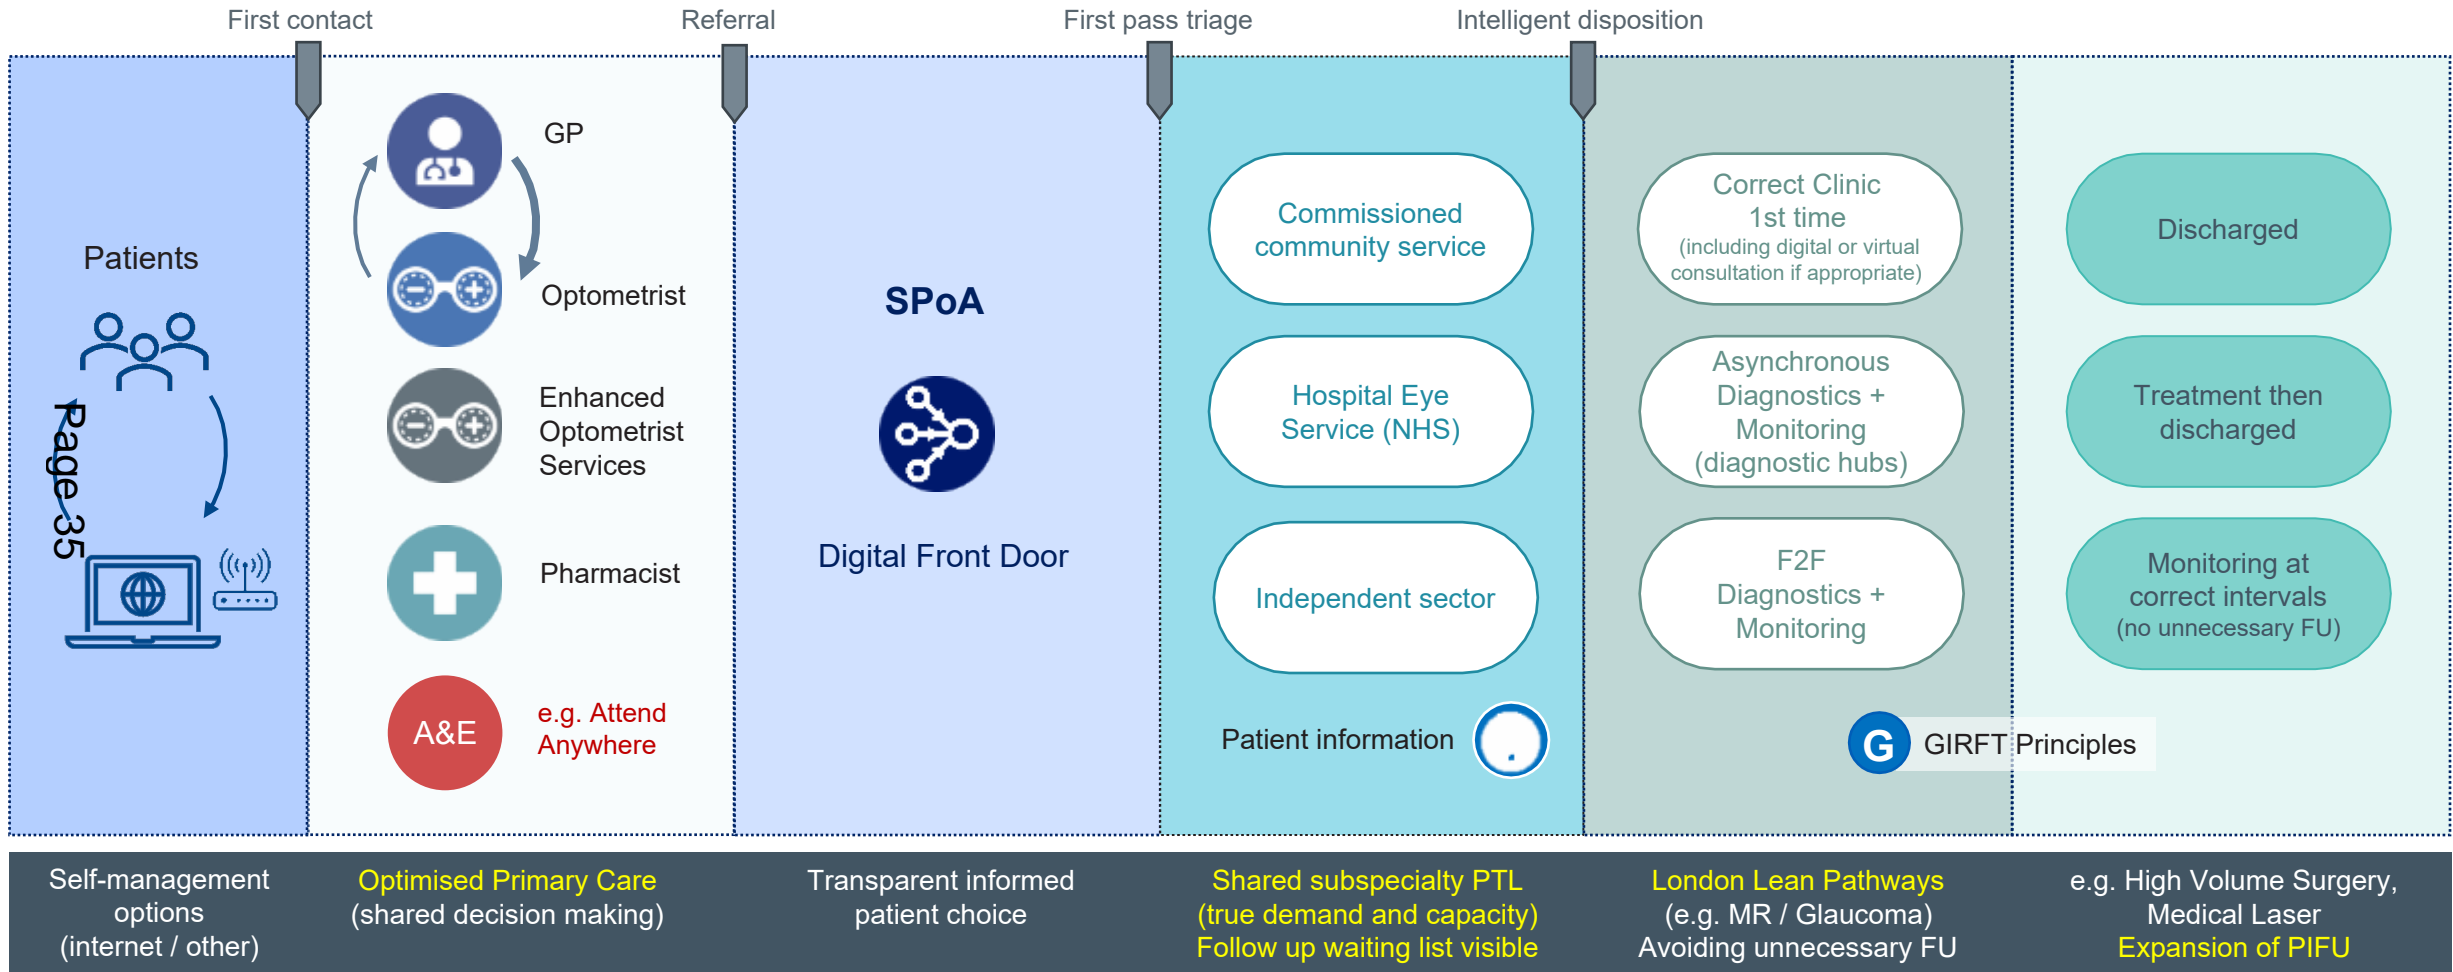 First contact
Referral
First pass triage
Intelligent disposition
Patients
Page 35
GP
Optometrist
Enhanced
Optometrist
Services
Pharmacist
A&E
e.g. Attend
Anywhere
SPoA
Digital Front Door
Commissioned
community service
Hospital Eye
Service (NHS)
Independent sector
Patient information
Correct Clinic
1st time
(including digital or virtual
consultation if appropriate)
Asynchronous
Diagnostics +
Monitoring
(diagnostic hubs)
F2F
Diagnostics +
Monitoring
G GIRFT Principles
Discharged
Treatment then
discharged
Monitoring at
correct intervals
(no unnecessary FU)
Self-management
options
(internet / other)
Optimised Primary Care
(shared decision making)
Transparent informed
patient choice
Shared subspecialty PTL
(true demand and capacity)
Follow up waiting list visible
London Lean Pathways
(e.g. MR / Glaucoma)
Avoiding unnecessary FU
e.g. High Volume Surgery,
Medical Laser
Expansion of PIFU